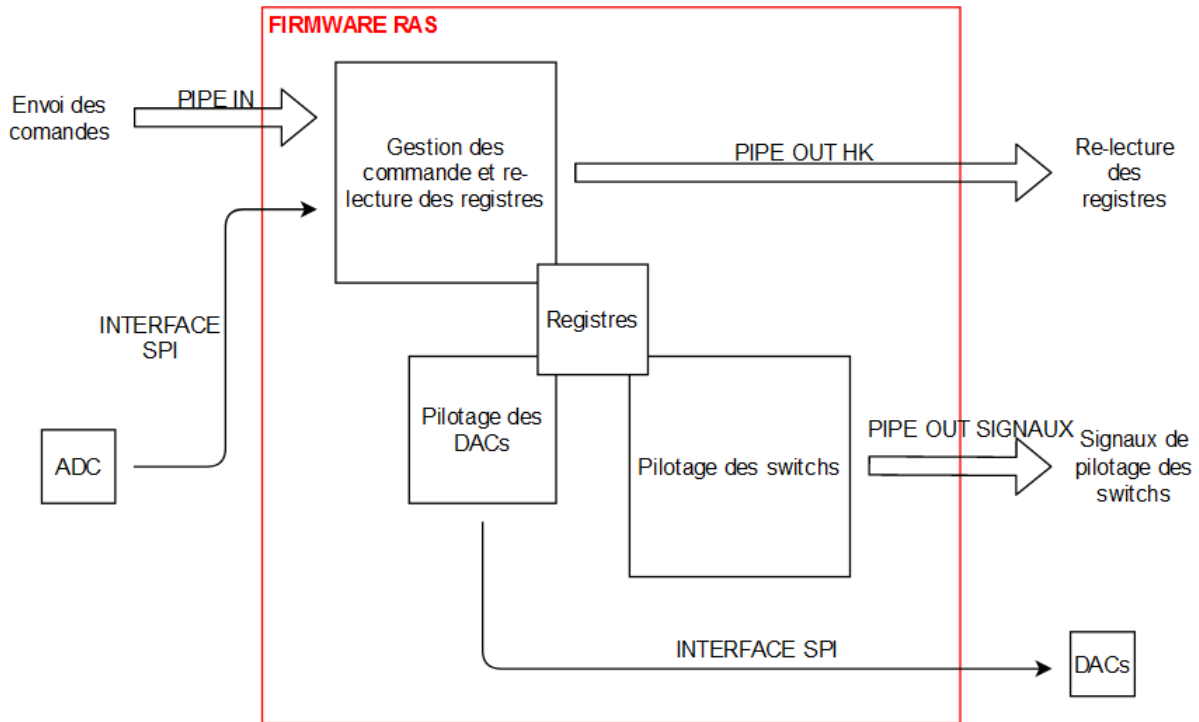 FIRMWARE RAS
Envoi des
comandes
PIPE IN
Gestion des
commande et re-
lecture des registres
PIPE OUT HK
Re-lecture
des
registres
Registres
INTERFACE
SPI
ADC
Pilotage des
DACs
Pilotage des switchs
PIPE OUT SIGNAUX
Signaux de
pilotage des
switchs
INTERFACE SPI
DACs